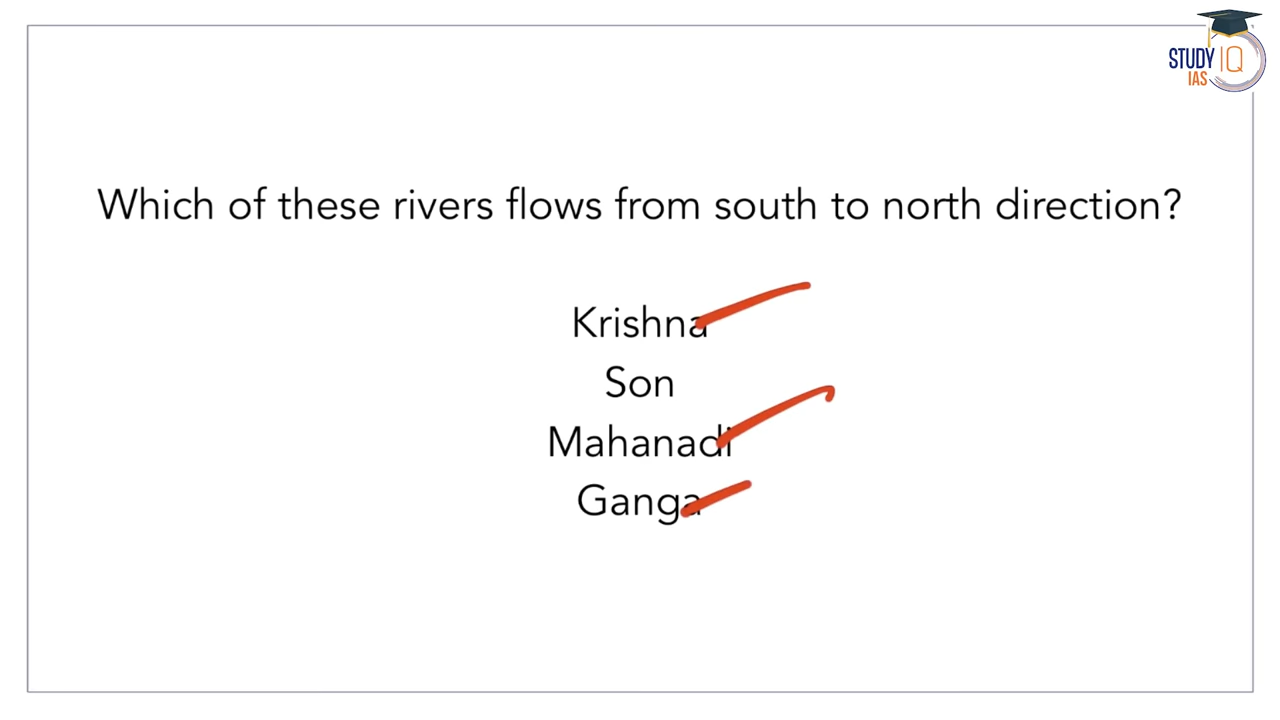 STUDY IQ
IAS
Which of these rivers flows from south to north direction?
Krishna
Son
Mahanadi
Ganga